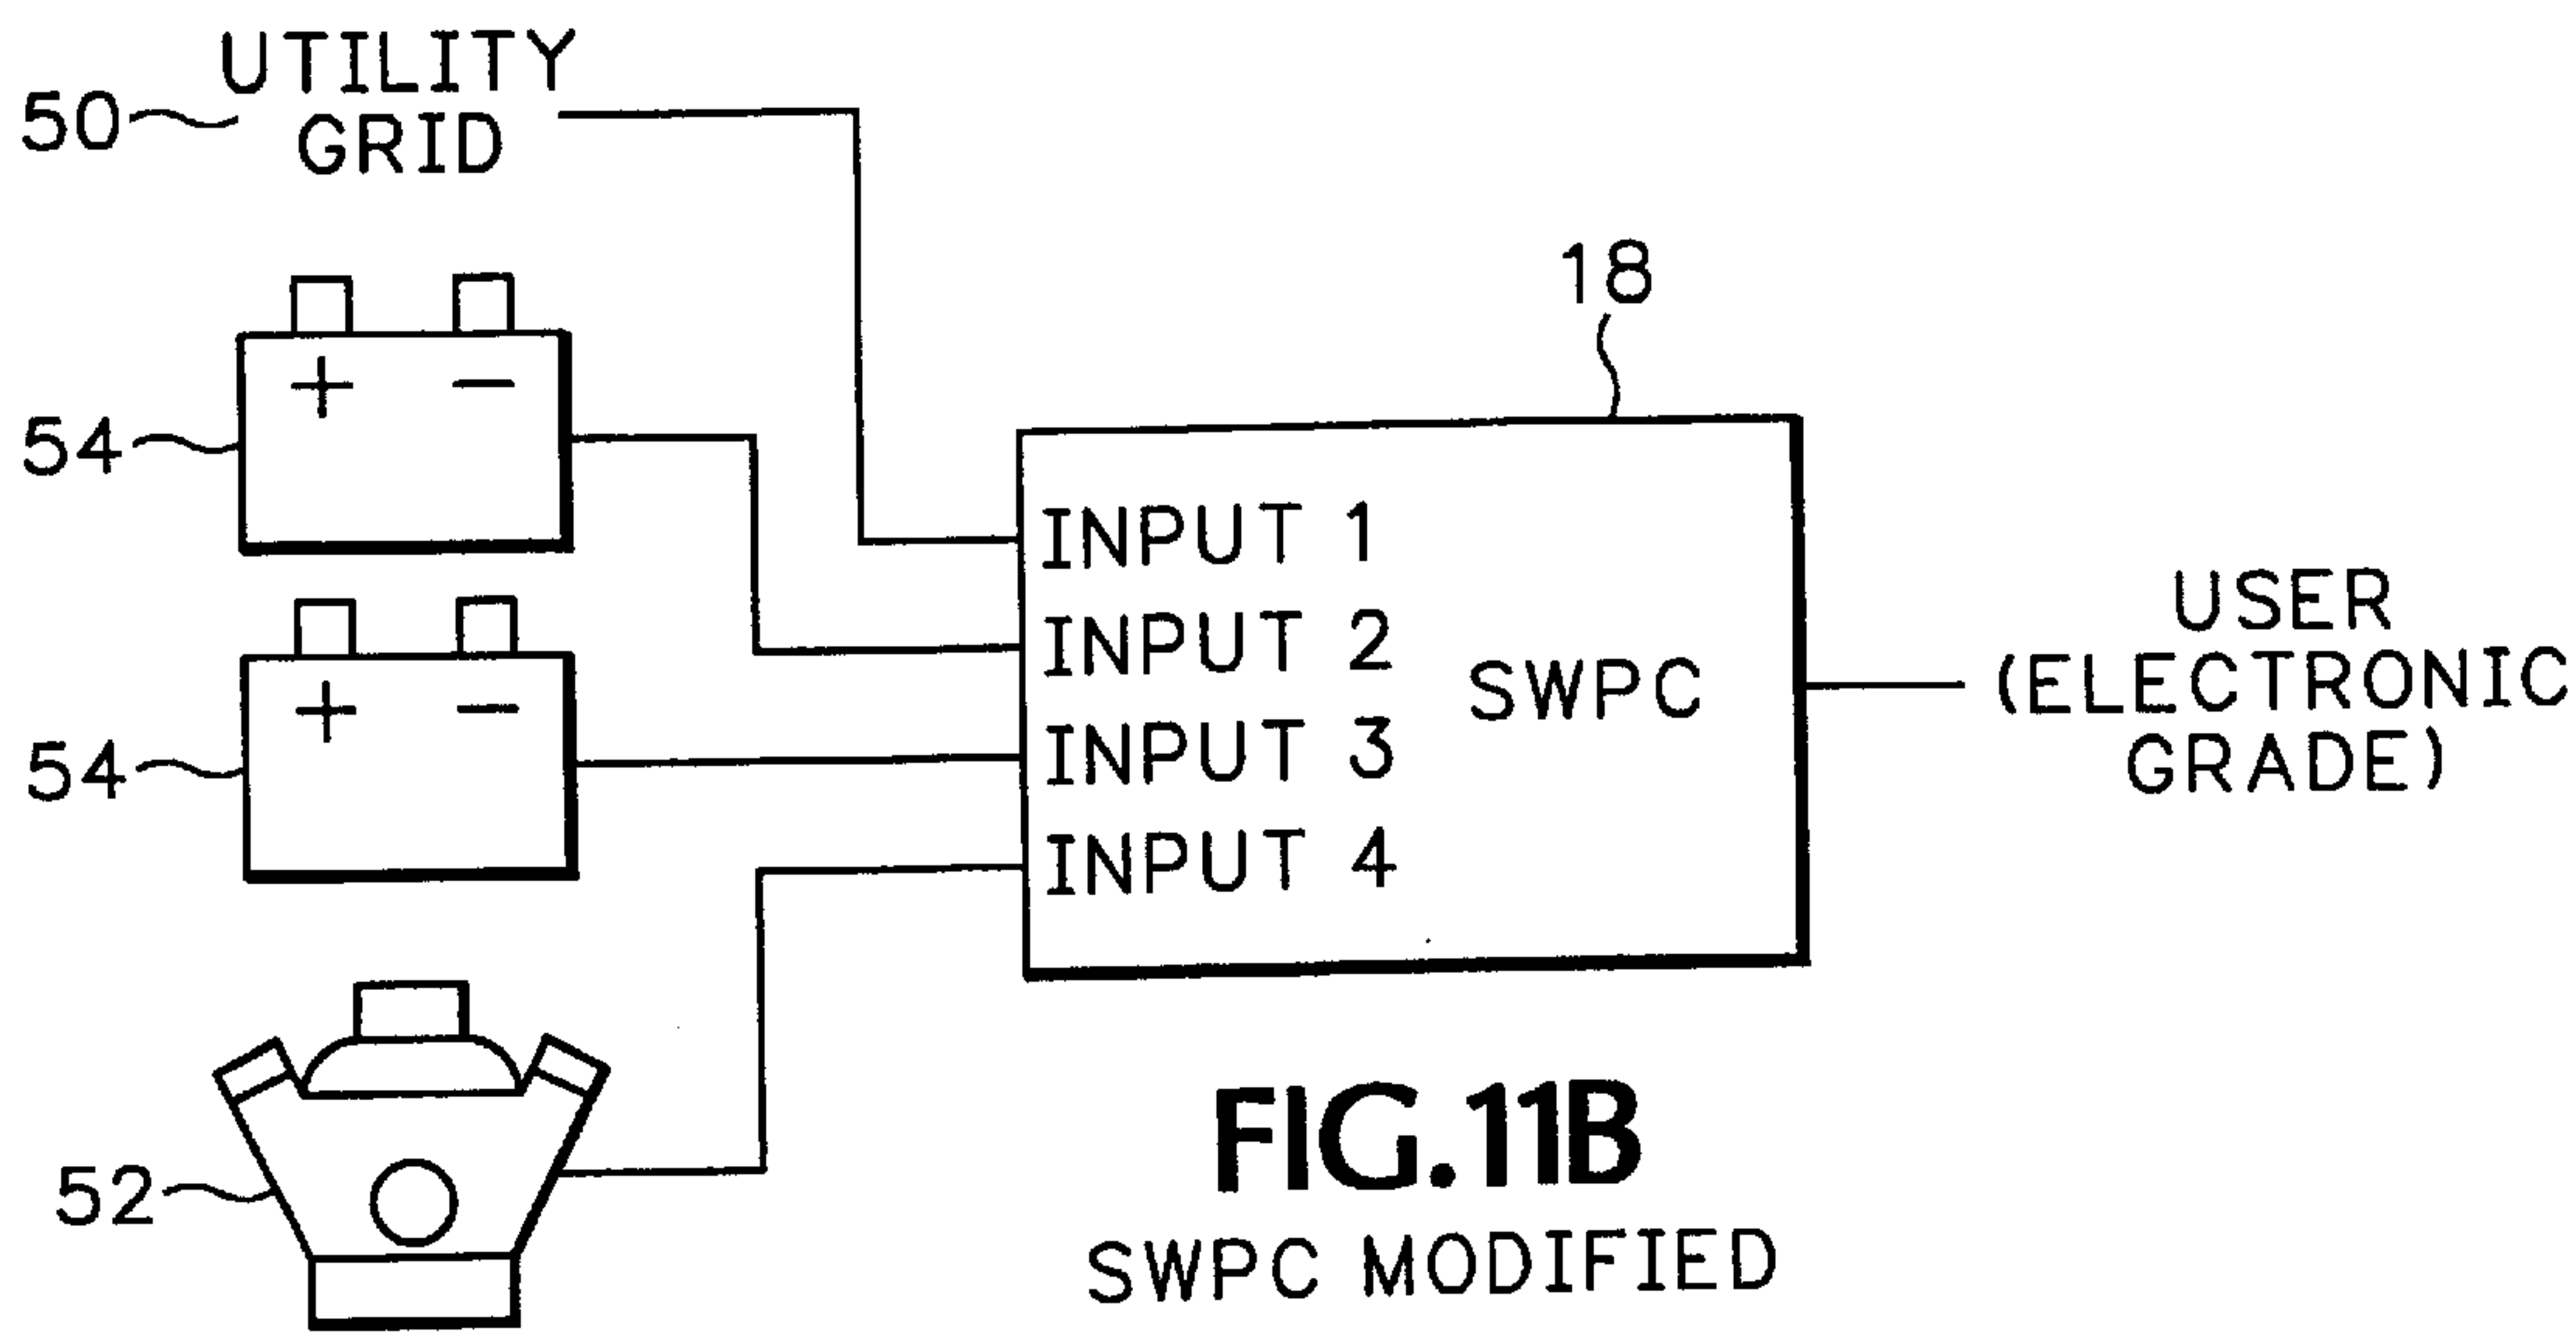 UTILITY
GRID
50
18
+ −
54
INPUT 1
INPUT 2
SWPC
INPUT 3
INPUT 4
USER
(ELECTRONIC
GRADE)
+ −
54
52
FIG.11B
SWPC MODIFIED